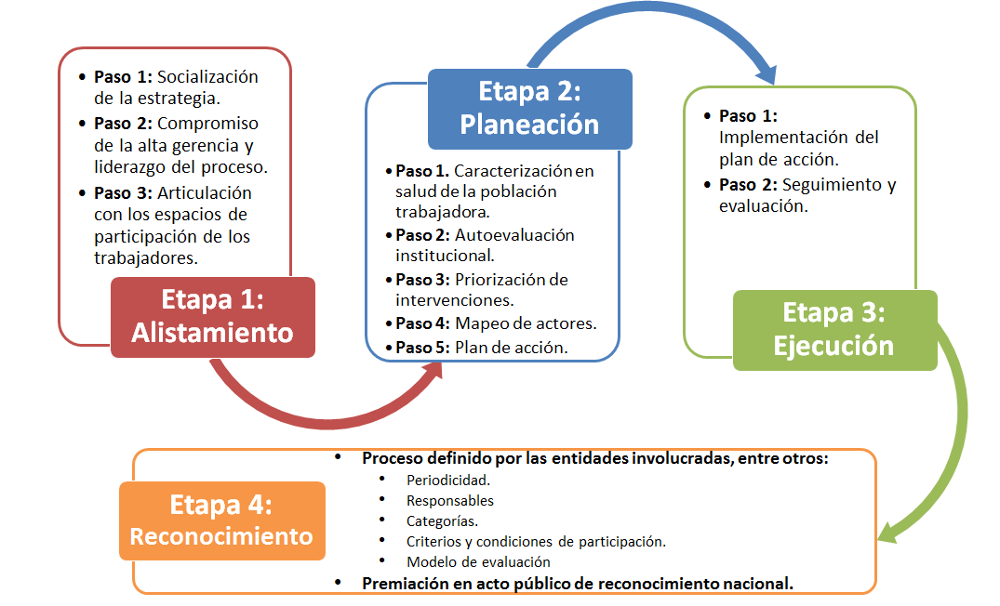 • Paso 1: Socialización
de la estrategia.
• Paso 2: Compromiso
de la alta gerencia y
liderazgo del proceso.
• Paso 3: Articulación
con los espacios de
participación de los
trabajadores.
Etapa 1:
Alistamiento
Etapa 2:
Planeación
• Paso 1. Caracterización en
salud de la población
trabajadora.
• Paso 2: Autoevaluación
institucional.
• Paso 3: Priorización de
intervenciones.
• Paso 4: Mapeo de actores.
• Paso 5: Plan de acción.
• Paso 1:
Implementación del
plan de acción.
• Paso 2: Seguimiento y
evaluación.
Etapa 3:
Ejecución
Etapa 4:
Reconocimiento
• Proceso definido por las entidades involucradas, entre otros:
• Periodicidad.
• Responsables
• Categorías.
• Criterios y condiciones de participación.
• Modelo de evaluación
• Premiación en acto público de reconocimiento nacional.